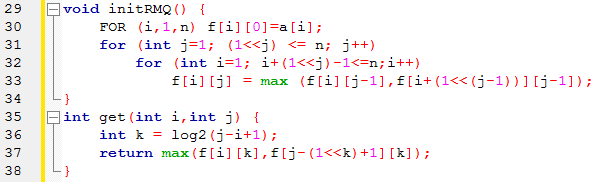 29 void initRMQ() {
30 FOR (i,1,n) f[i][0]=a[i];
31 for (int j=1; (1<<j) <= n; j++)
32 for (int i=1; i+(1<<j)-1<=n;i++)
33 f[i][j] = max (f[i][j-1],f[i+(1<<(j-1))][j-1]);
34 }
35 int get(int i,int j) {
36 int k = log2(j-i+1);
37 return max(f[i][k],f[j-(1<<k)+1][k]);
38 }